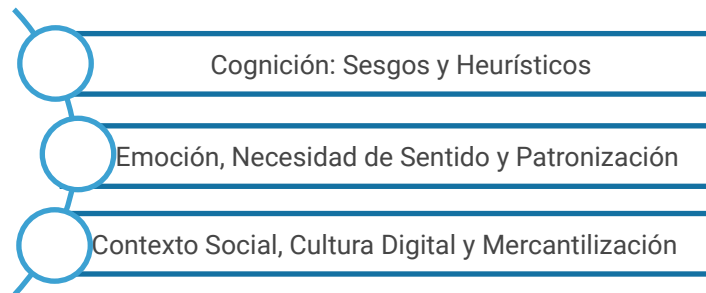 Cognición: Sesgos y Heurísticos
Emoción, Necesidad de Sentido y Patronización
Contexto Social, Cultura Digital y Mercantilización